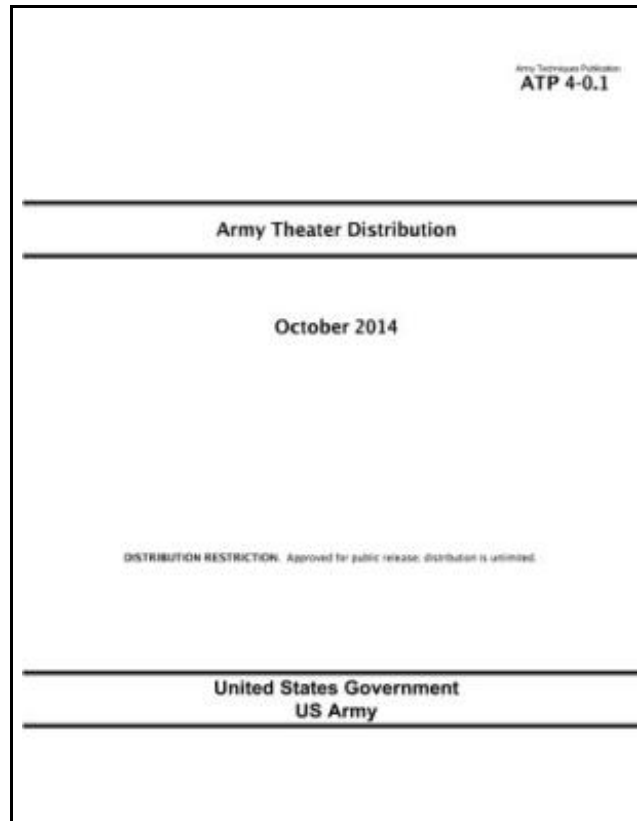 Army Techniques Publication
ATP 4-0.1
Army Theater Distribution
October 2014
DISTRIBUTION RESTRICTION. Approved for public release; distribution is unlimited.
United States Government
US Army